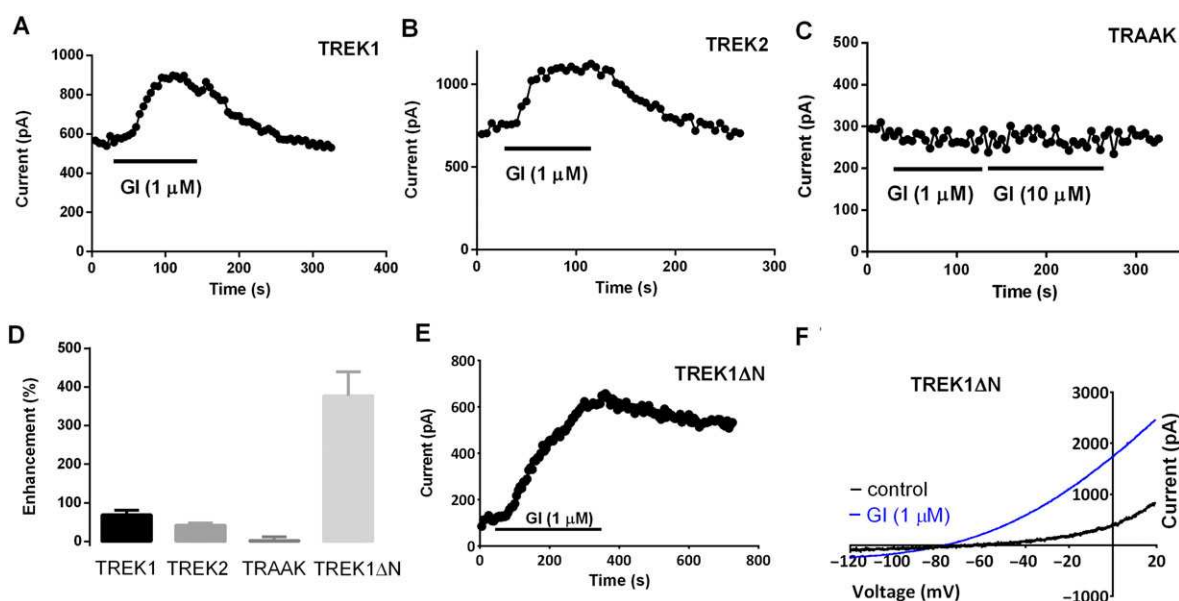 A
TREK1
Current (pA)
1000
800
600
400
200
0
GI (1 μM)
0 100 200 300 400
Time (s)
B
TREK2
Current (pA)
1000
500
0
GI (1 μM)
0 100 200 300
Time (s)
C
TRAAK
Current (pA)
500
400
300
200
100
0
GI (1 μM) GI (10 μM)
0 100 200 300
Time (s)
D
Enhancement (%)
500
400
300
200
100
0
TREK1 TREK2 TRAAK TREK1ΔN
E
TREK1ΔN
Current (pA)
800
600
400
200
0
GI (1 μM)
0 200 400 600 800
Time (s)
F
TREK1ΔN
3000
2000
1000
-1000
Current (pA)
control
GI (1 μM)
-120 -100 -80 -60 -40 -20 20
Voltage (mV)